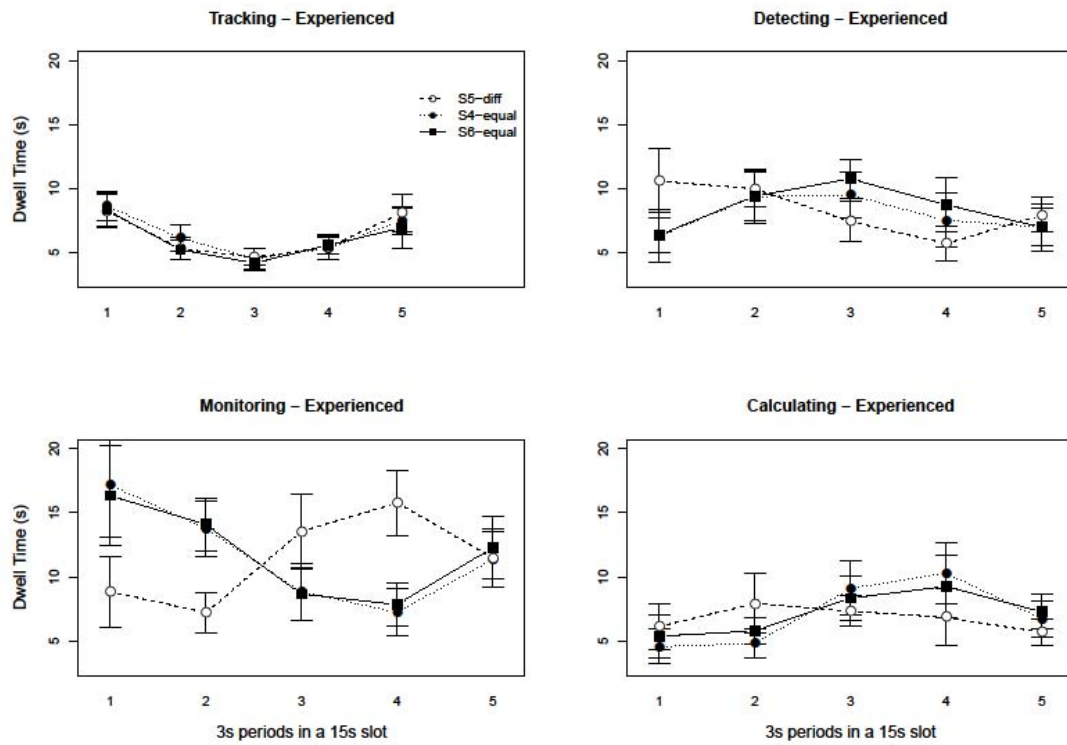 Tracking – Experienced
Detecting – Experienced
20
15
10
5
Dwell Time (s)
S5−diff
S4−equal
S6−equal
1 2 3 4 5
20
15
10
5
1 2 3 4 5
Monitoring – Experienced
Calculating – Experienced
20
15
10
5
Dwell Time (s)
1 2 3 4 5
3s periods in a 15s slot
20
15
10
5
1 2 3 4 5
3s periods in a 15s slot